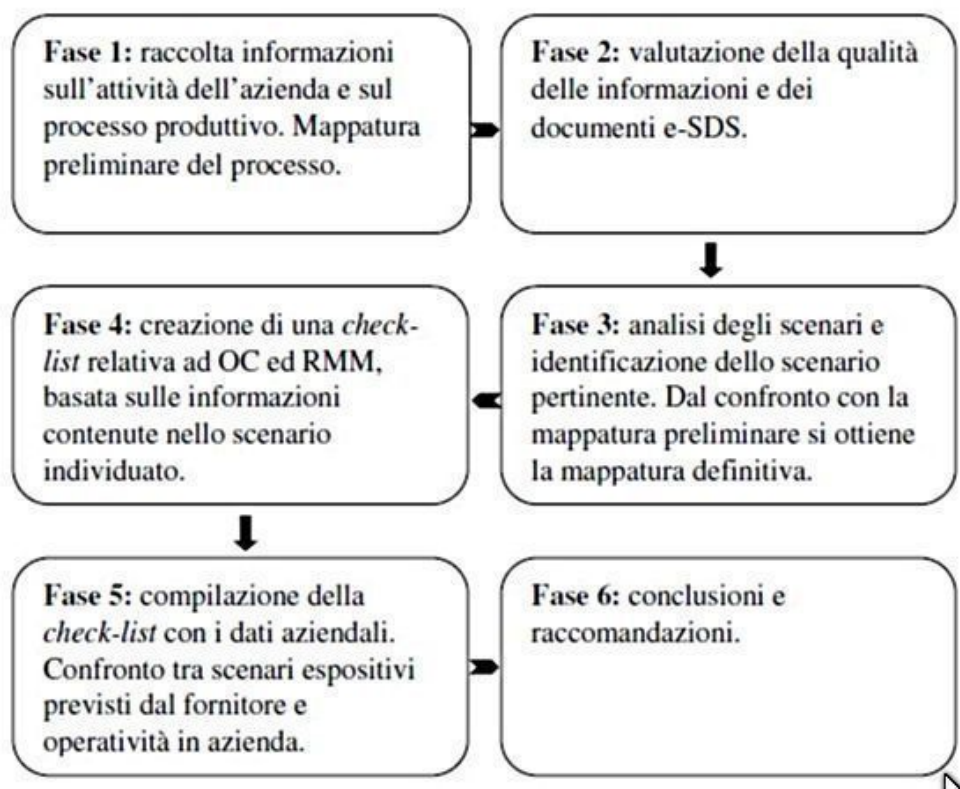 Fase 1: raccolta informazioni
sull'attività dell'azienda e sul
processo produttivo. Mappatura
preliminare del processo.
Fase 2: valutazione della qualità
delle informazioni e dei
documenti e-SDS.
Fase 3: analisi degli scenari e
identificazione dello scenario
pertinente. Dal confronto con la
mappatura preliminare si ottiene
la mappatura definitiva.
Fase 4: creazione di una check-
list relativa ad OC ed RMM,
basata sulle informazioni
contenute nello scenario
individuato.
Fase 5: compilazione della
check-list con i dati aziendali.
Confronto tra scenari espositivi
previsti dal fornitore e
operatività in azienda.
Fase 6: conclusioni e
raccomandazioni.